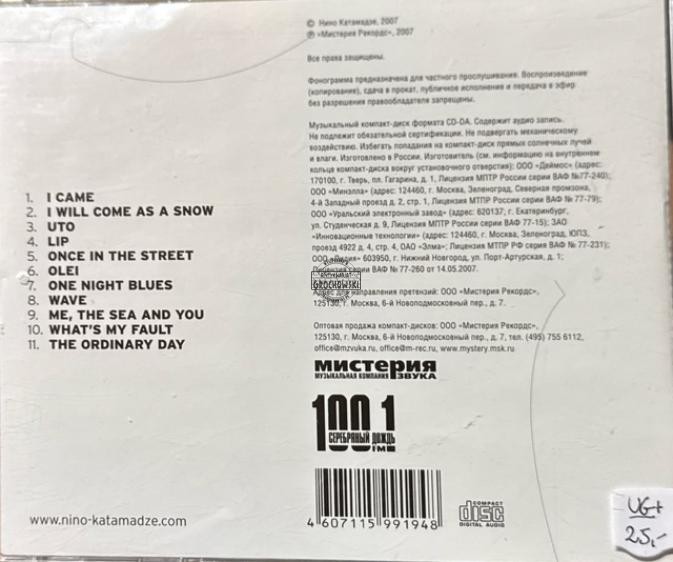 1. I CAME
2. I WILL COME AS A SNOW
3. UTO
4. LIP
5. ONCE IN THE STREET
6. OLEI
7. ONE NIGHT BLUES
8. WAVE
9. ME, THE SEA AND YOU
10. WHAT'S MY FAULT
11. THE ORDINARY DAY
www.nino-katamadze.com
© Нино Катамадзе, 2007
℗ «Мистерия Рекордс», 2007
Все права защищены.
Фонограмма предназначена для частного прослушивания. Воспроизведение
(копирование), сдача в прокат, публичное исполнение и передача в эфир
без разрешения правообладателя запрещены.
Музыкальный компакт-диск формата CD-DA. Содержит аудио запись.
Не подлежит обязательной сертификации. Не подвергать механическому
воздействию. Избегать попадания на компакт-диск прямых солнечных лучей
и влаги. Изготовлено в России. Изготовитель (см. информацию на внутреннем
кольце компакт-диска вокруг установочного отверстия): ООО «Деймос» (адрес:
170100, г. Тверь, пл. Гагарина, д. 1, Лицензия МПТР России серии ВАФ № 77-240);
ООО «Минэлла» (адрес: 124460, г. Москва, Зеленоград, Северная промзона,
4-й Западный проезд д. 2, стр. 1, Лицензия МПТР России серии ВАФ № 77-79);
ООО «Уральский электронный завод» (адрес: 620137, г. Екатеринбург,
ул. Студенческая д. 9, Лицензия МПТР России серии ВАФ 77-15); ЗАО
«Инновационные технологии» (адрес: 124460, г. Москва, Зеленоград, ЮПЗ,
проезд 4922 д. 4, стр. 4, ОАО «Элма»; Лицензия МПТР РФ серии ВАФ № 77-231);
ООО 603950, г. Нижний Новгород, ул. Порт-Артурская, д. 1;
Лицензия серии ВАФ № 77-260 от 14.05.2007.
GROCHOWSKI
Адрес для направления претензий: ООО «Мистерия Рекордс»,
125130, г. Москва, 6-й Новоподмосковный пер., д. 7.
Оптовая продажа компакт-дисков: ООО «Мистерия Рекордс»,
125130, г. Москва, 6-й Новоподмосковный пер., д. 7, тел. (495) 755 6112,
office@mzvuka.ru, office@m-rec.ru, www.mystery.msk.ru
мистерия
МУЗЫКАЛЬНАЯ КОМПАНИЯ ЗВУКА
100.1
СЕРЕБРЯНЫЙ ДОЖДЬ
FM
4 607115 991948
COMPACT
disc
DIGITAL AUDIO
VG+
25,-